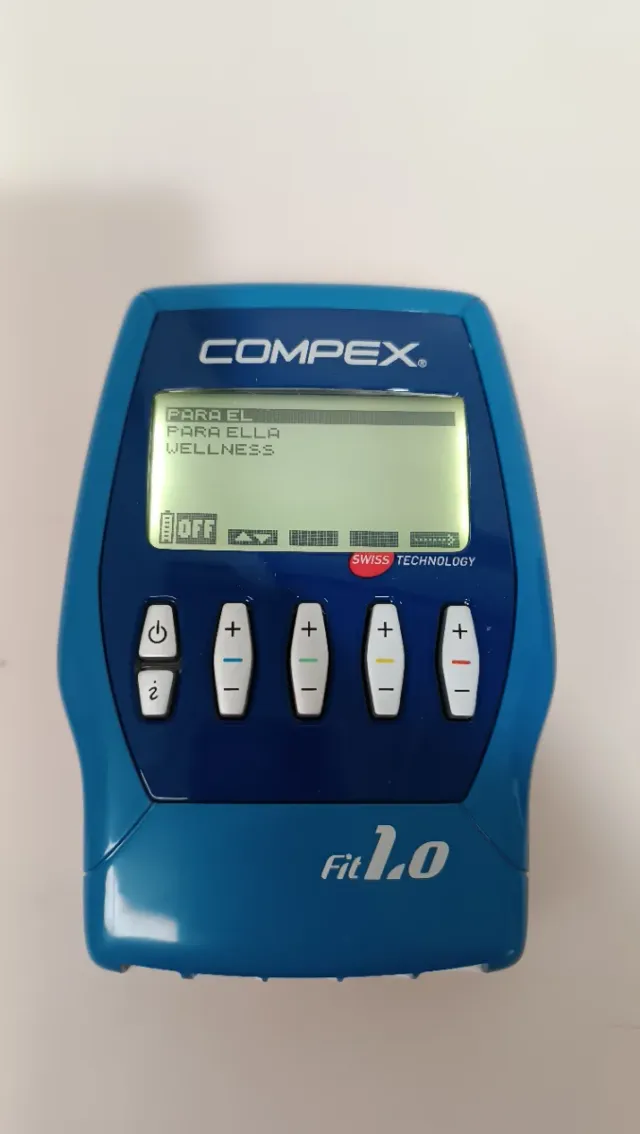 COMPEX®
PARA EL
PARA ELLA
WELLNESS
OFF
SWISS TECHNOLOGY
+ + + +
i
- - - -
Fit 1.0